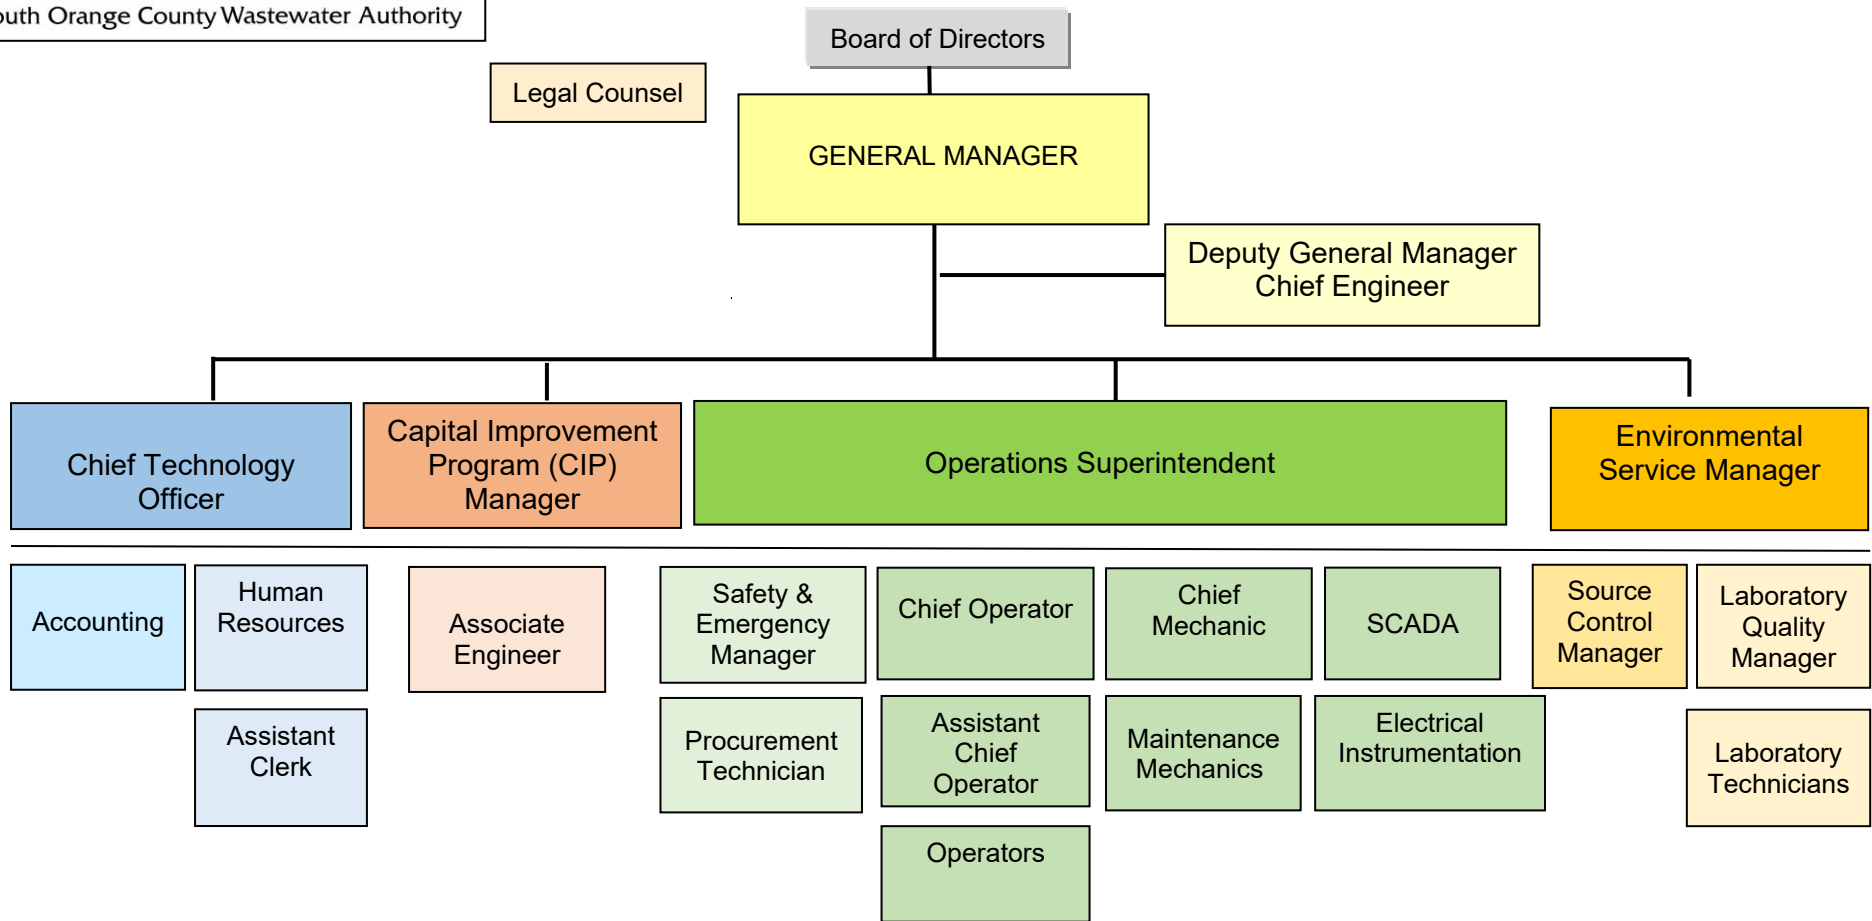 outh Orange County Wastewater Authority
Board of Directors
Legal Counsel
GENERAL MANAGER
Deputy General Manager
Chief Engineer
Chief Technology
Officer
Capital Improvement
Program (CIP)
Manager
Operations Superintendent
Environmental
Service Manager
Accounting
Human
Resources
Associate
Engineer
Safety &
Emergency
Manager
Chief Operator
Chief
Mechanic
SCADA
Source
Control
Manager
Laboratory
Quality
Manager
Assistant
Clerk
Procurement
Technician
Assistant
Chief
Operator
Maintenance
Mechanics
Electrical
Instrumentation
Laboratory
Technicians
Operators